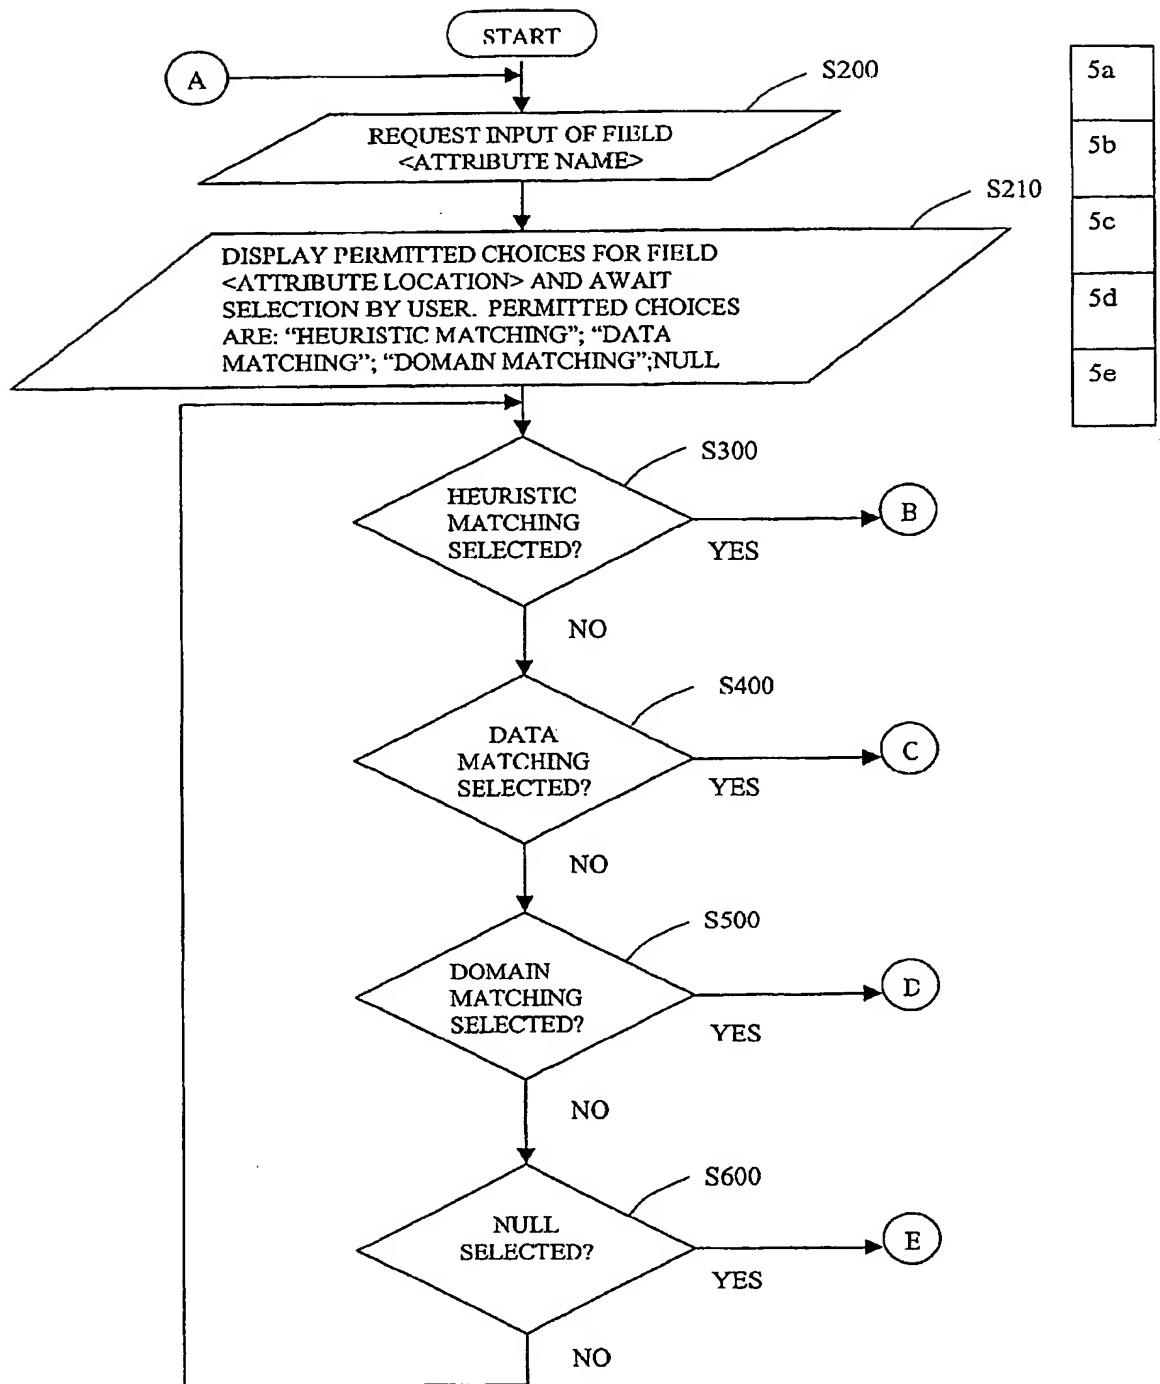 START
A
S200
REQUEST INPUT OF FIELD
<ATTRIBUTE NAME>
S210
DISPLAY PERMITTED CHOICES FOR FIELD
<ATTRIBUTE LOCATION> AND AWAIT
SELECTION BY USER. PERMITTED CHOICES
ARE: “HEURISTIC MATCHING”; “DATA
MATCHING”; “DOMAIN MATCHING”;NULL
5a
5b
5c
5d
5e
S300
HEURISTIC
MATCHING
SELECTED?
YES
B
NO
S400
DATA
MATCHING
SELECTED?
YES
C
NO
S500
DOMAIN
MATCHING
SELECTED?
YES
D
NO
S600
NULL
SELECTED?
YES
E
NO